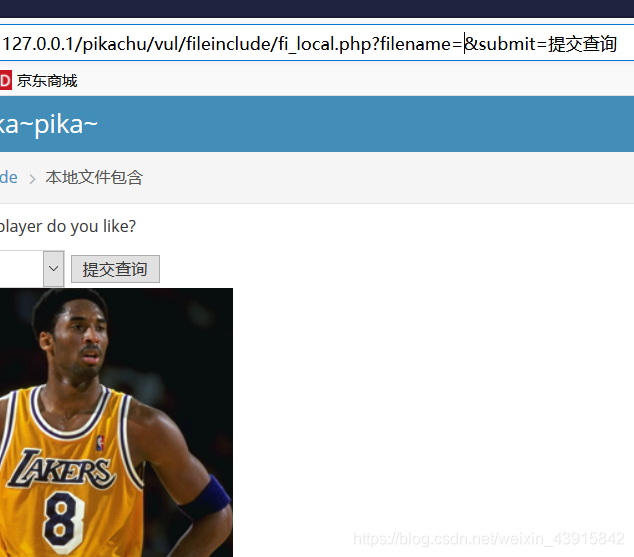 127.0.0.1/pikachu/vul/fileinclude/fi_local.php?filename=&submit=提交查询
D 京东商城
ka~pika~
de > 本地文件包含
player do you like?
提交查询
LAKERS
8
https://blog.csdn.net/weixin_43915842